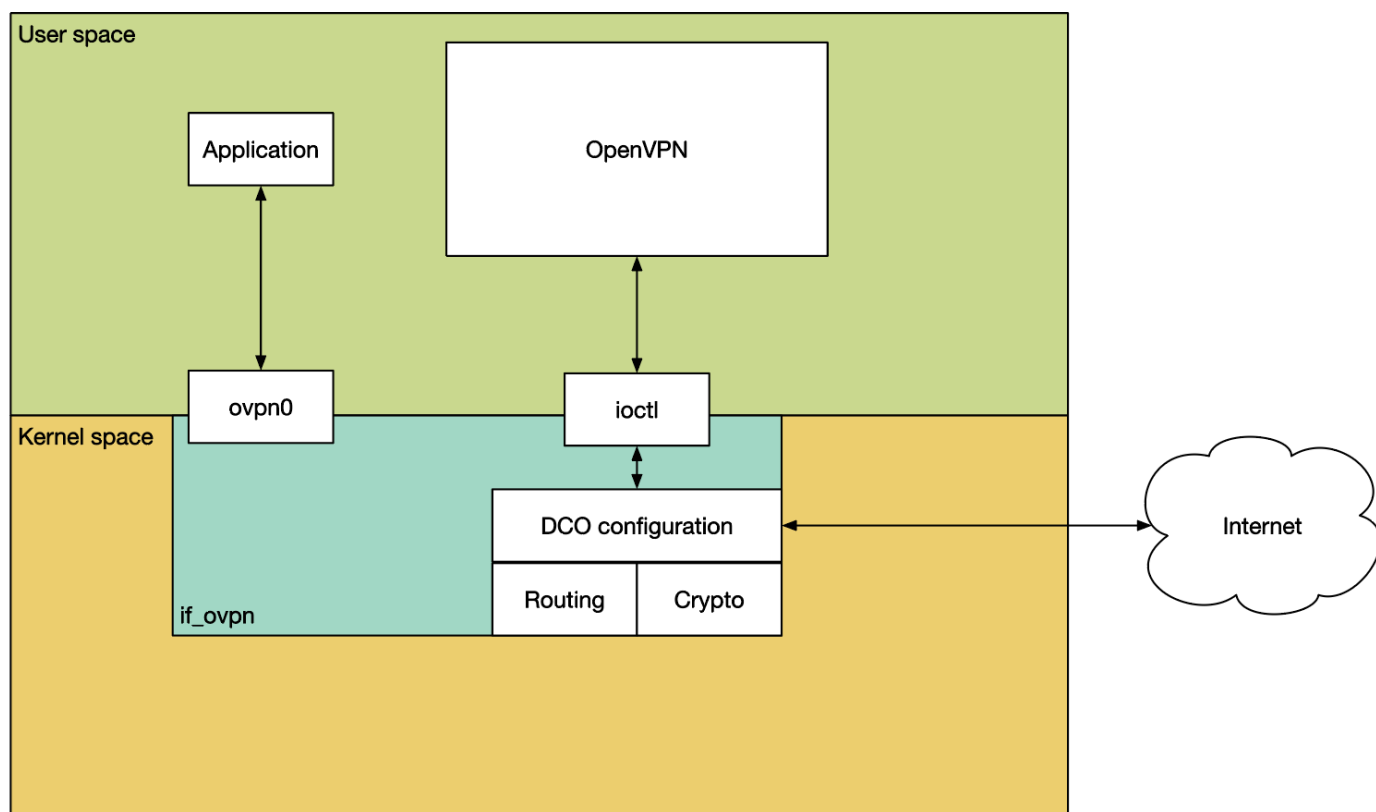 User space
Application
OpenVPN
ovpn0
ioctl
Kernel space
DCO configuration
Internet
Routing
Crypto
if_ovpn